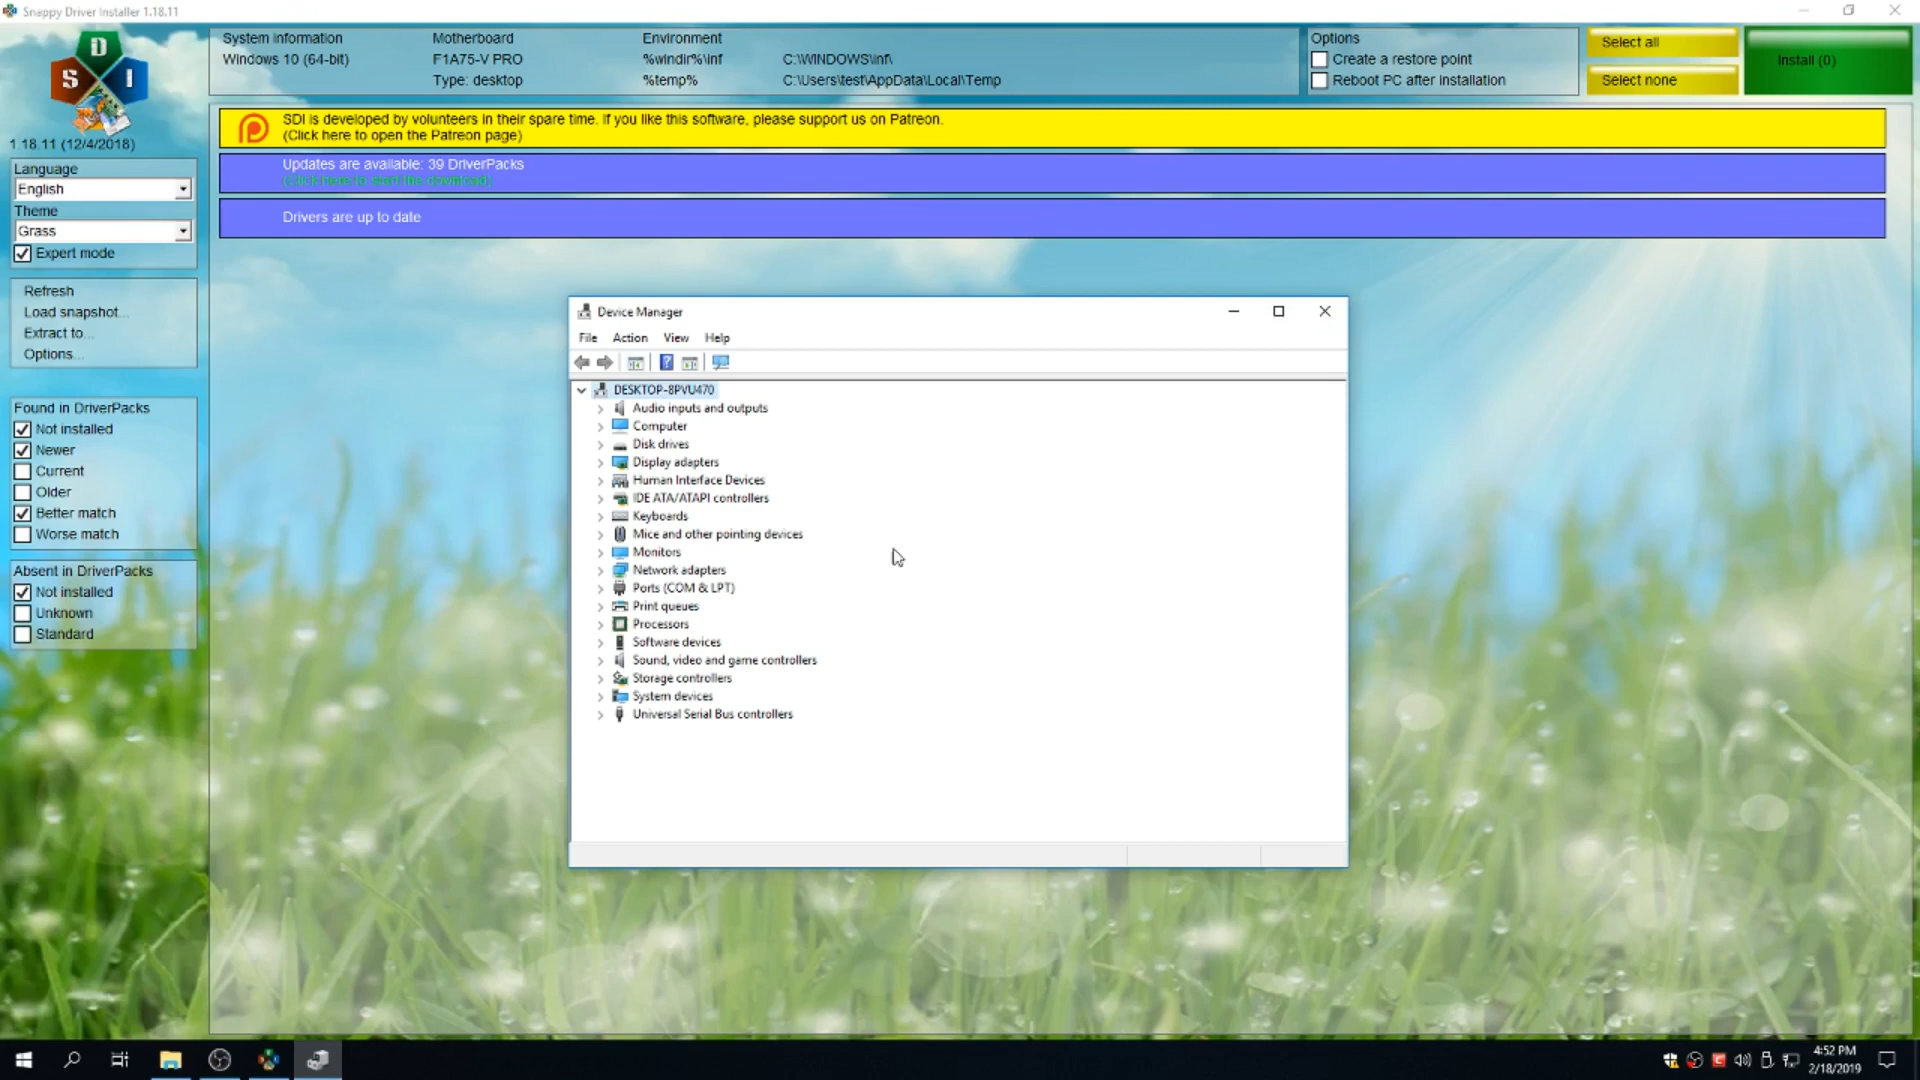 Snappy Driver Installer 1.18.11
D
S I
1.18.11 (12/4/2018)
Language
English
Theme
Grass
Expert mode
Refresh
Load snapshot...
Extract to...
Options...
Found in DriverPacks
Not installed
Newer
Current
Older
Better match
Worse match
Absent in DriverPacks
Not installed
Unknown
Standard
System information
Windows 10 (64-bit)
Motherboard
F1A75-V PRO
Type: desktop
Environment
%windir%\inf C:\WINDOWS\inf\
%temp% C:\Users\test\AppData\Local\Temp
Options
Create a restore point
Reboot PC after installation
Select all
Select none
Install (0)
SDI is developed by volunteers in their spare time. If you like this software, please support us on Patreon.
(Click here to open the Patreon page)
Updates are available: 39 DriverPacks
(Click here to start the download)
Drivers are up to date
Device Manager
File Action View Help
DESKTOP-8PVU470
Audio inputs and outputs
Computer
Disk drives
Display adapters
Human Interface Devices
IDE ATA/ATAPI controllers
Keyboards
Mice and other pointing devices
Monitors
Network adapters
Ports (COM & LPT)
Print queues
Processors
Software devices
Sound, video and game controllers
Storage controllers
System devices
Universal Serial Bus controllers
4:52 PM
2/18/2019